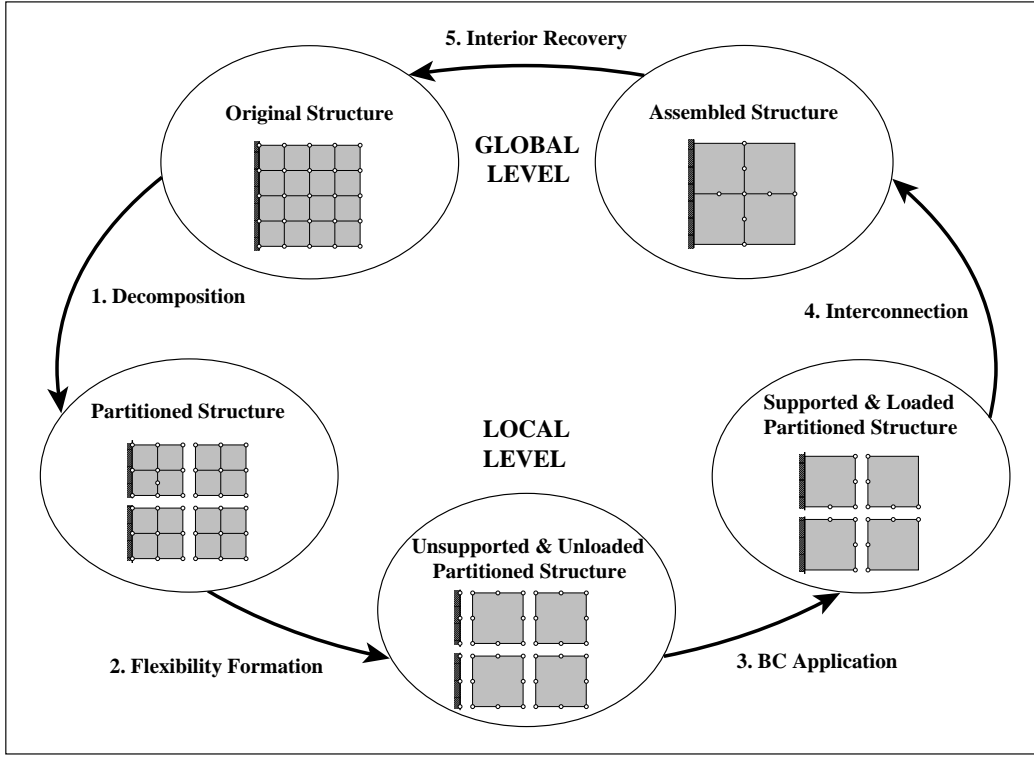 5. Interior Recovery
Original Structure
GLOBAL
LEVEL
Assembled Structure
1. Decomposition
4. Interconnection
Partitioned Structure
LOCAL
LEVEL
Supported & Loaded
Partitioned Structure
Unsupported & Unloaded
Partitioned Structure
2. Flexibility Formation
3. BC Application